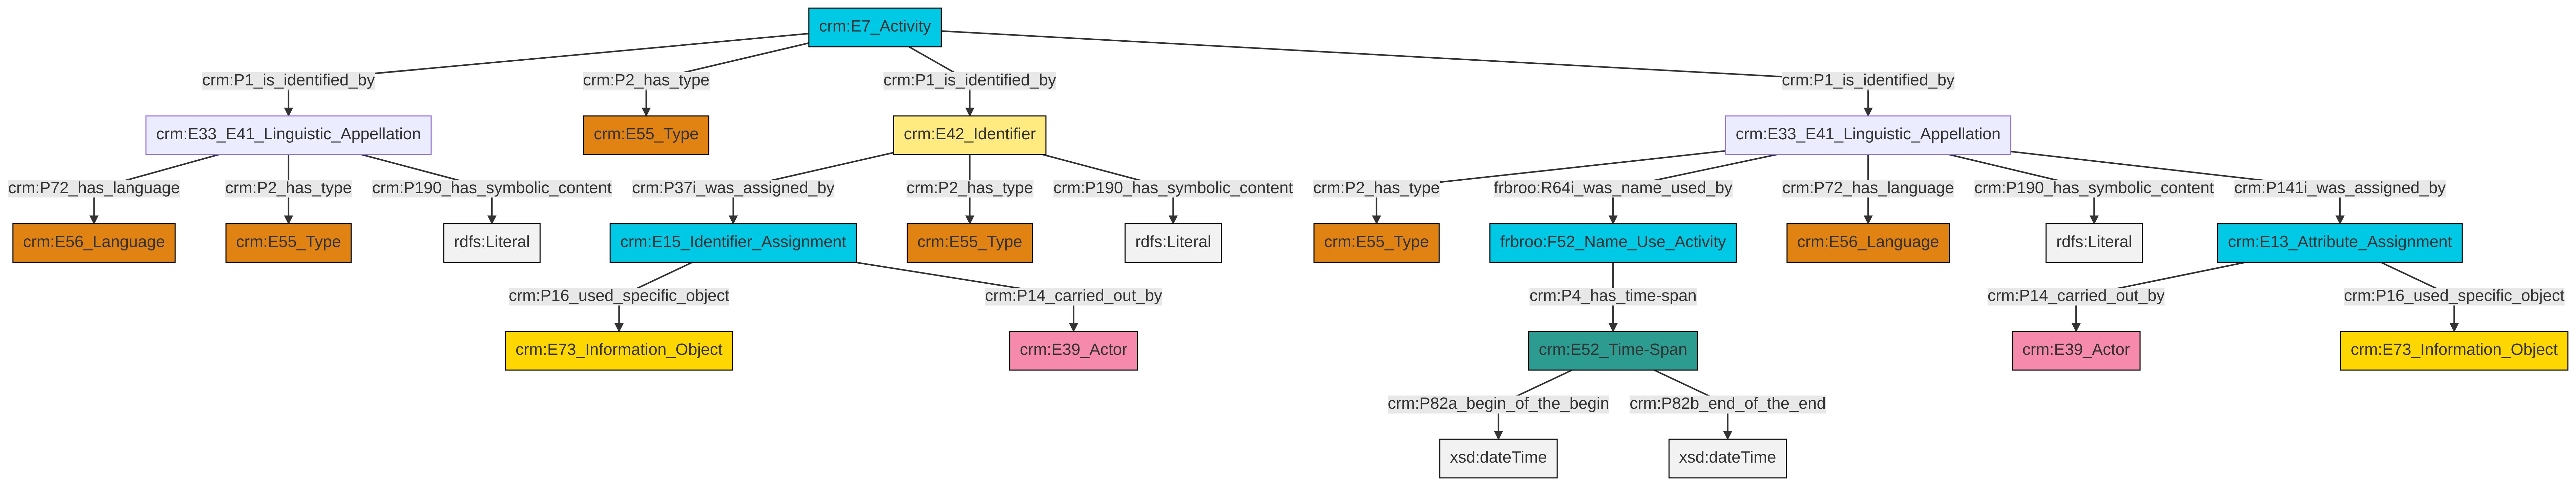 crm:E7_Activity
crm:P1_is_identified_by
crm:P2_has_type
crm:P1_is_identified_by
crm:P1_is_identified_by
crm:E33_E41_Linguistic_Appellation
crm:E55_Type
crm:E42_Identifier
crm:E33_E41_Linguistic_Appellation
crm:P72_has_language
crm:P2_has_type
crm:P190_has_symbolic_content
crm:P37i_was_assigned_by
crm:P2_has_type
crm:P190_has_symbolic_content
crm:P2_has_type
frbroo:R64i_was_name_used_by
crm:P72_has_language
crm:P190_has_symbolic_content
crm:P141i_was_assigned_by
crm:E56_Language
crm:E55_Type
rdfs:Literal
crm:E15_Identifier_Assignment
crm:E55_Type
rdfs:Literal
crm:E55_Type
frbroo:F52_Name_Use_Activity
crm:E56_Language
rdfs:Literal
crm:E13_Attribute_Assignment
crm:P16_used_specific_object
crm:P14_carried_out_by
crm:P4_has_time-span
crm:P14_carried_out_by
crm:P16_used_specific_object
crm:E73_Information_Object
crm:E39_Actor
crm:E52_Time-Span
crm:E39_Actor
crm:E73_Information_Object
crm:P82a_begin_of_the_begin
crm:P82b_end_of_the_end
xsd:dateTime
xsd:dateTime